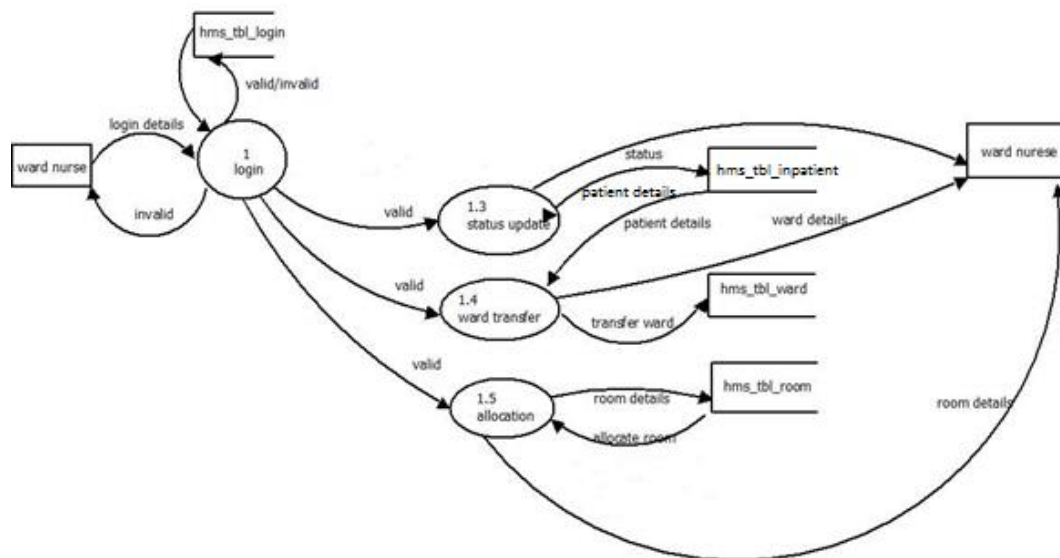 hms_tbl_login
valid/invalid
login details
ward nurse
1
login
invalid
valid
1.3
status update
status
patient details
hms_tbl_inpatient
ward nurese
patient details
ward details
valid
1.4
ward transfer
transfer ward
hms_tbl_ward
valid
1.5
allocation
room details
hms_tbl_room
allocate room
room details